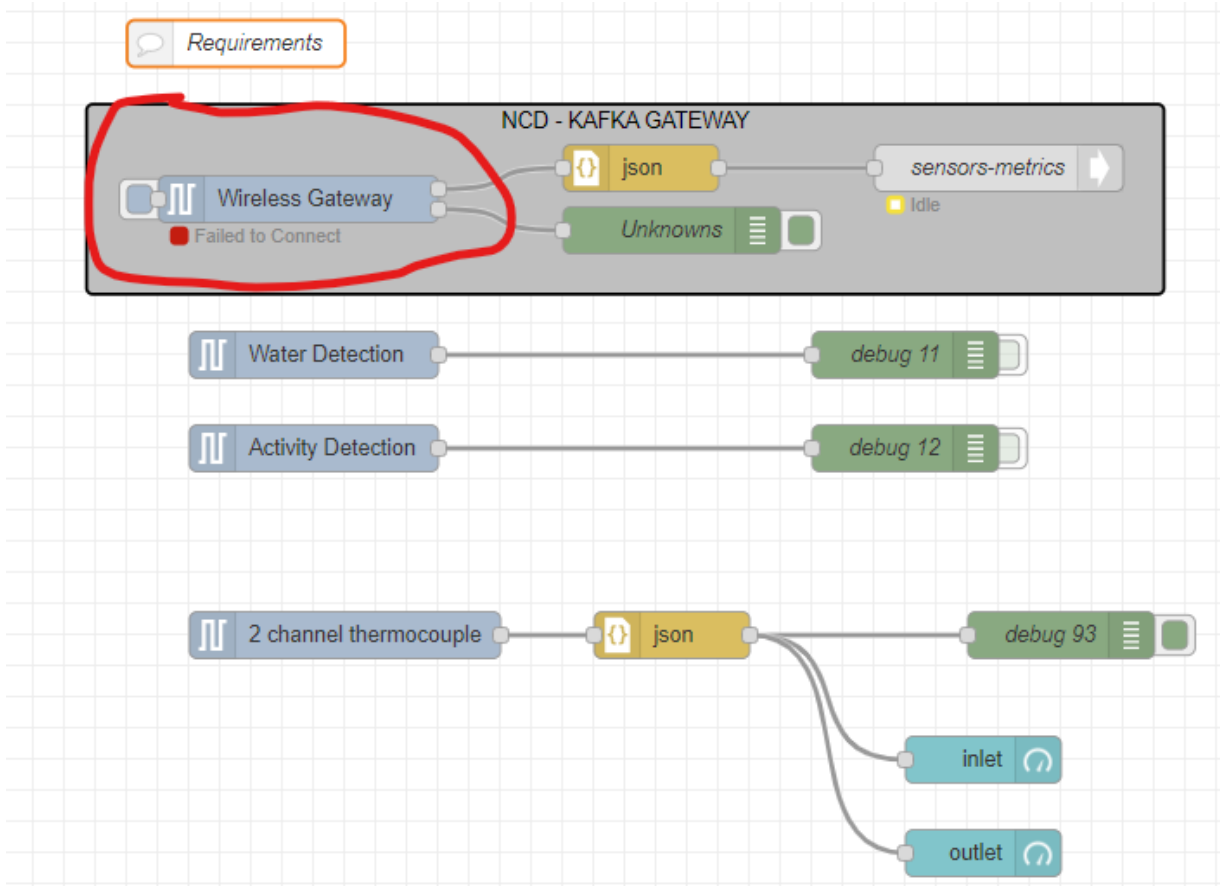 Requirements
NCD - KAFKA GATEWAY
Wireless Gateway
Failed to Connect
json
sensors-metrics
Idle
Unknowns
Water Detection
debug 11
Activity Detection
debug 12
2 channel thermocouple
json
debug 93
inlet
outlet